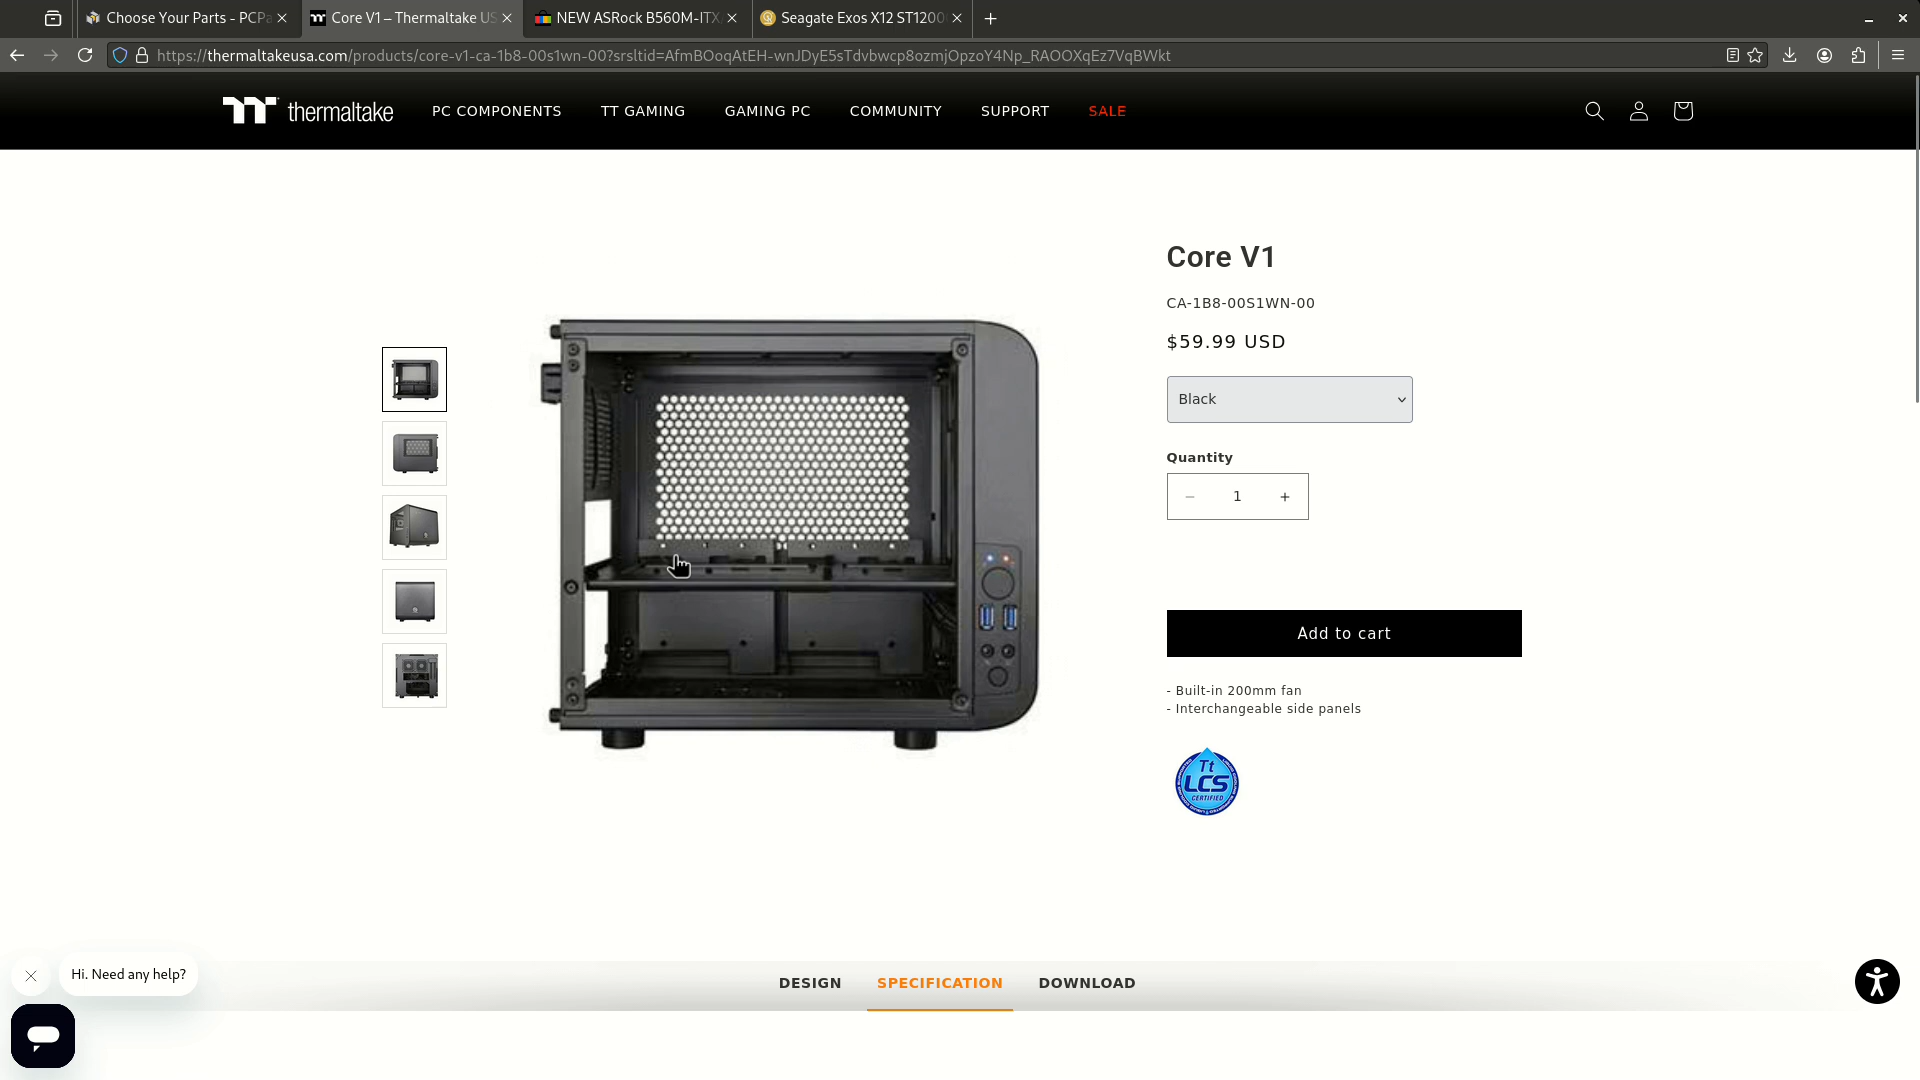 Choose Your Parts - PCPa
Core V1 – Thermaltake US
NEW ASRock B560M-ITX
Seagate Exos X12 ST1200
https://thermaltakeusa.com/products/core-v1-ca-1b8-00s1wn-00?srsltid=AfmBOoqAtEH-wnJDyE5sTdvbwcp8ozmjOpzoY4Np_RAOOXqEz7VqBWkt
thermaltake
PC COMPONENTS
TT GAMING
GAMING PC
COMMUNITY
SUPPORT
SALE
Core V1
CA-1B8-00S1WN-00
$59.99 USD
Black
Quantity
1
Add to cart
- Built-in 200mm fan
- Interchangeable side panels
Tt
LCS
CERTIFIED
DESIGN
SPECIFICATION
DOWNLOAD
Hi. Need any help?